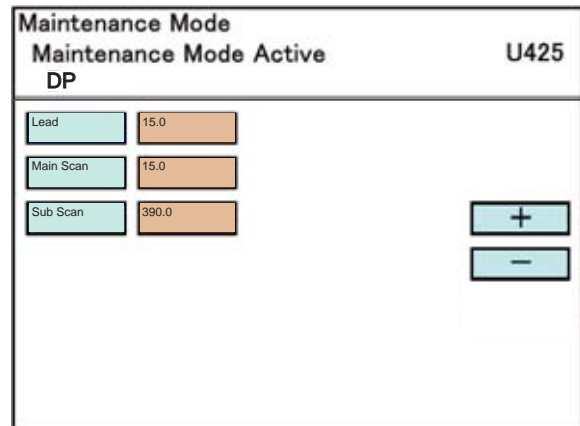 Maintenance Mode
Maintenance Mode Active U425
DP
Lead 15.0
Main Scan 15.0
Sub Scan 390.0
+
−